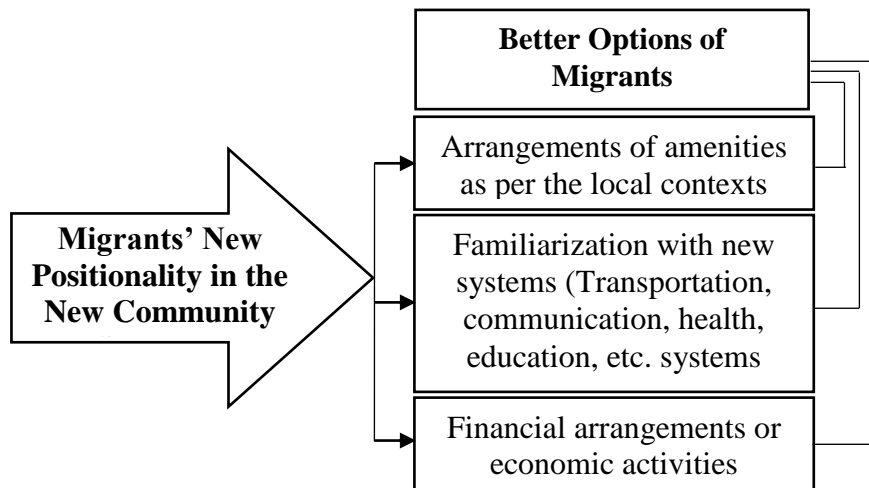 Better Options of
Migrants
Arrangements of amenities
as per the local contexts
Migrants’ New
Positionality in the
New Community
Familiarization with new
systems (Transportation,
communication, health,
education, etc. systems
Financial arrangements or
economic activities